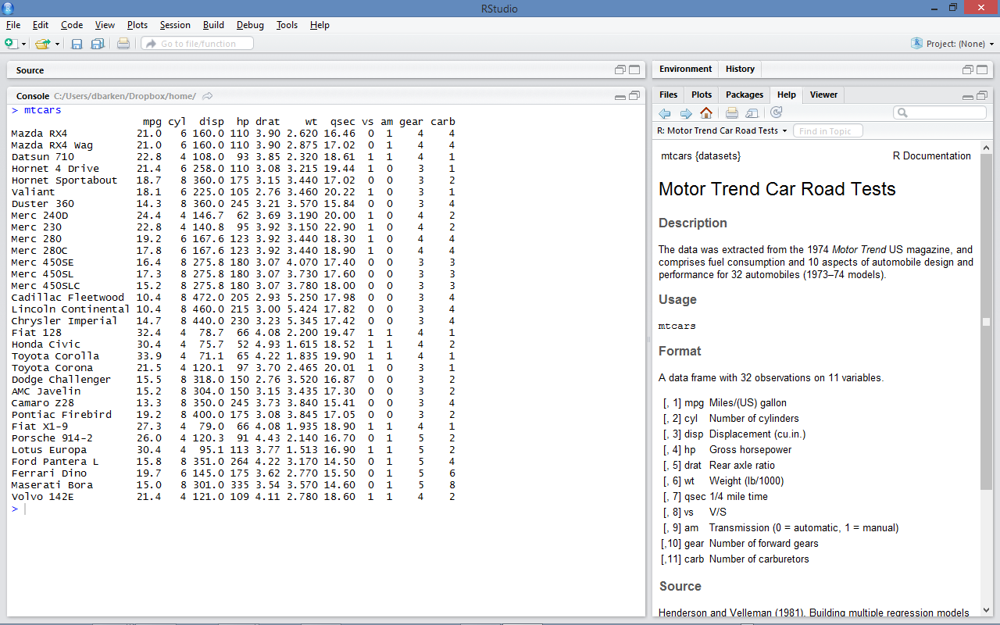 RStudio
File Edit Code View Plots Session Build Debug Tools Help
Go to file/function
Project: (None)
Source
Console C:/Users/dbarken/Dropbox/home/
> mtcars
mpg cyl disp hp drat wt qsec vs am gear carb
Mazda RX4 21.0 6 160.0 110 3.90 2.620 16.46 0 1 4 4
Mazda RX4 Wag 21.0 6 160.0 110 3.90 2.875 17.02 0 1 4 4
Datsun 710 22.8 4 108.0 93 3.85 2.320 18.61 1 1 4 1
Hornet 4 Drive 21.4 6 258.0 110 3.08 3.215 19.44 1 0 3 1
Hornet Sportabout 18.7 8 360.0 175 3.15 3.440 17.02 0 0 3 2
Valiant 18.1 6 225.0 105 2.76 3.460 20.22 1 0 3 1
Duster 360 14.3 8 360.0 245 3.21 3.570 15.84 0 0 3 4
Merc 240D 24.4 4 146.7 62 3.69 3.190 20.00 1 0 4 2
Merc 230 22.8 4 140.8 95 3.92 3.150 22.90 1 0 4 2
Merc 280 19.2 6 167.6 123 3.92 3.440 18.30 1 0 4 4
Merc 280C 17.8 6 167.6 123 3.92 3.440 18.90 1 0 4 4
Merc 450SE 16.4 8 275.8 180 3.07 4.070 17.40 0 0 3 3
Merc 450SL 17.3 8 275.8 180 3.07 3.730 17.60 0 0 3 3
Merc 450SLC 15.2 8 275.8 180 3.07 3.780 18.00 0 0 3 3
Cadillac Fleetwood 10.4 8 472.0 205 2.93 5.250 17.98 0 0 3 4
Lincoln Continental 10.4 8 460.0 215 3.00 5.424 17.82 0 0 3 4
Chrysler Imperial 14.7 8 440.0 230 3.23 5.345 17.42 0 0 3 4
Fiat 128 32.4 4 78.7 66 4.08 2.200 19.47 1 1 4 1
Honda Civic 30.4 4 75.7 52 4.93 1.615 18.52 1 1 4 2
Toyota Corolla 33.9 4 71.1 65 4.22 1.835 19.90 1 1 4 1
Toyota Corona 21.5 4 120.1 97 3.70 2.465 20.01 1 0 3 1
Dodge Challenger 15.5 8 318.0 150 2.76 3.520 16.87 0 0 3 2
AMC Javelin 15.2 8 304.0 150 3.15 3.435 17.30 0 0 3 2
Camaro Z28 13.3 8 350.0 245 3.73 3.840 15.41 0 0 3 4
Pontiac Firebird 19.2 8 400.0 175 3.08 3.845 17.05 0 0 3 2
Fiat X1-9 27.3 4 79.0 66 4.08 1.935 18.90 1 1 4 1
Porsche 914-2 26.0 4 120.3 91 4.43 2.140 16.70 0 1 5 2
Lotus Europa 30.4 4 95.1 113 3.77 1.513 16.90 1 1 5 2
Ford Pantera L 15.8 8 351.0 264 4.22 3.170 14.50 0 1 5 4
Ferrari Dino 19.7 6 145.0 175 3.62 2.770 15.50 0 1 5 6
Maserati Bora 15.0 8 301.0 335 3.54 3.570 14.60 0 1 5 8
Volvo 142E 21.4 4 121.0 109 4.11 2.780 18.60 1 1 4 2
>
Environment History
Files Plots Packages Help Viewer
R: Motor Trend Car Road Tests Find in Topic
mtcars {datasets} R Documentation
Motor Trend Car Road Tests
Description
The data was extracted from the 1974 Motor Trend US magazine, and
comprises fuel consumption and 10 aspects of automobile design and
performance for 32 automobiles (1973–74 models).
Usage
mtcars
Format
A data frame with 32 observations on 11 variables.
[, 1] mpg Miles/(US) gallon
[, 2] cyl Number of cylinders
[, 3] disp Displacement (cu.in.)
[, 4] hp Gross horsepower
[, 5] drat Rear axle ratio
[, 6] wt Weight (lb/1000)
[, 7] qsec 1/4 mile time
[, 8] vs V/S
[, 9] am Transmission (0 = automatic, 1 = manual)
[,10] gear Number of forward gears
[,11] carb Number of carburetors
Source
Henderson and Velleman (1981), Building multiple regression models